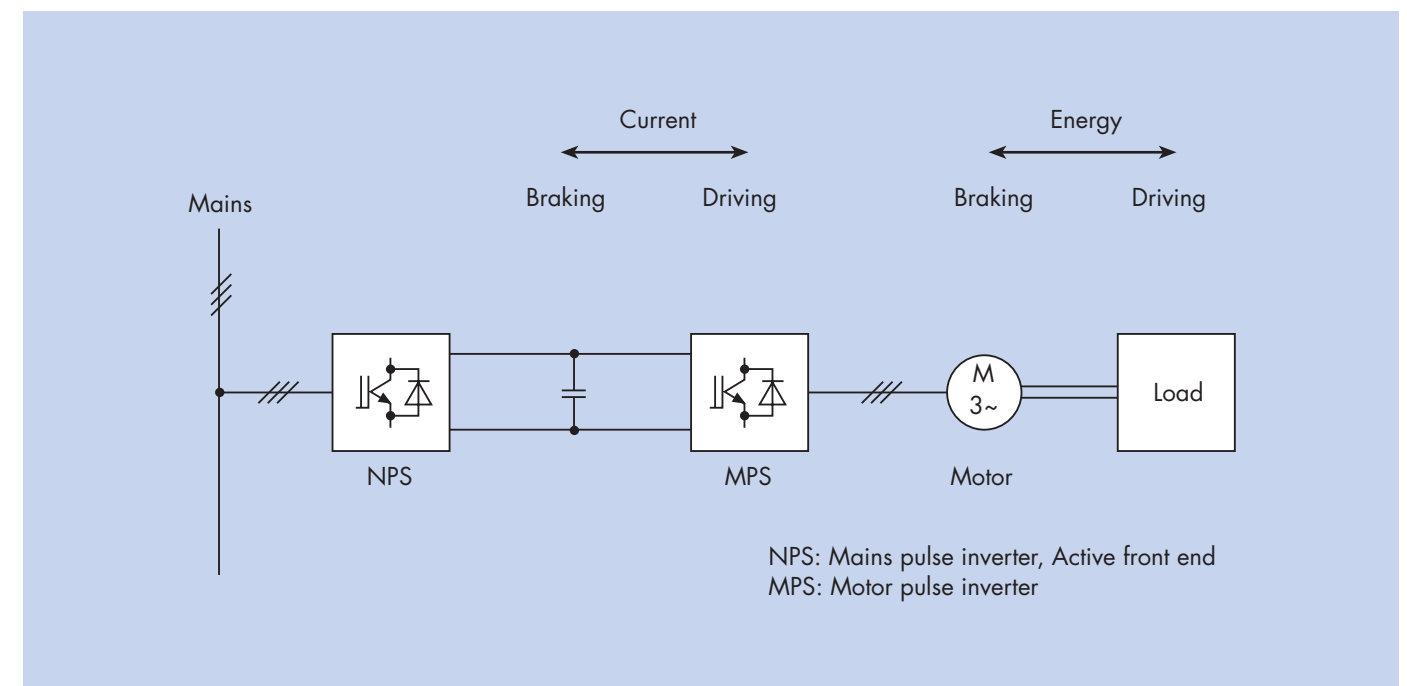 Current
Energy
Braking
Driving
Braking
Driving
Mains
M
3~
Load
NPS
MPS
Motor
NPS: Mains pulse inverter, Active front end
MPS: Motor pulse inverter